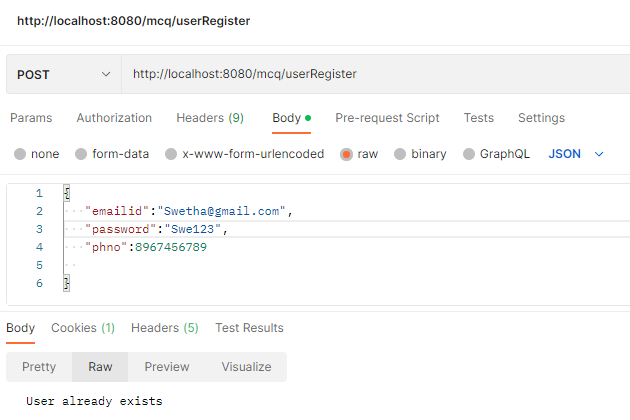 http://localhost:8080/mcq/userRegister
POST http://localhost:8080/mcq/userRegister
Params Authorization Headers (9) Body Pre-request Script Tests Settings
none form-data x-www-form-urlencoded raw binary GraphQL JSON
1 {
2 "emailid":"Swetha@gmail.com",
3 "password":"Swe123",
4 "phno":8967456789
5
6 }
Body Cookies (1) Headers (5) Test Results
Pretty Raw Preview Visualize
User already exists